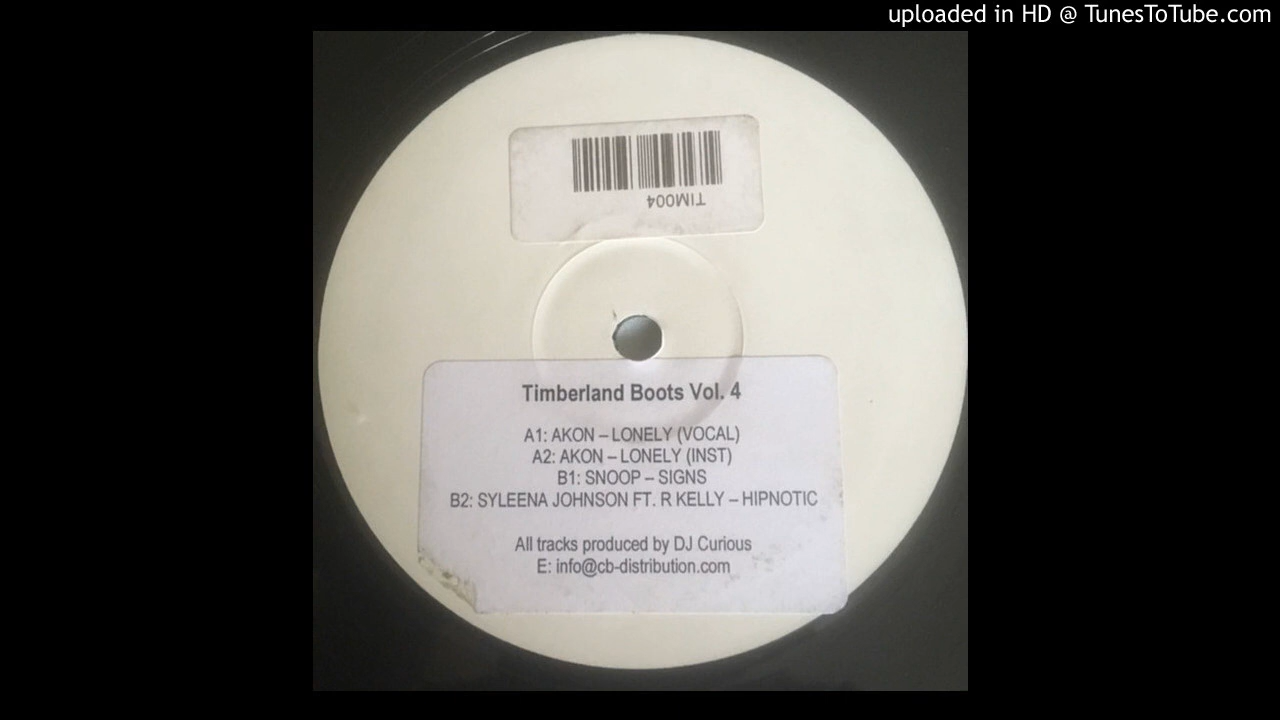 uploaded in HD @ TunesToTube.com
TIM004
Timberland Boots Vol. 4
A1: AKON – LONELY (VOCAL)
A2: AKON – LONELY (INST)
B1: SNOOP – SIGNS
B2: SYLEENA JOHNSON FT. R KELLY – HIPNOTIC
All tracks produced by DJ Curious
E: info@cb-distribution.com